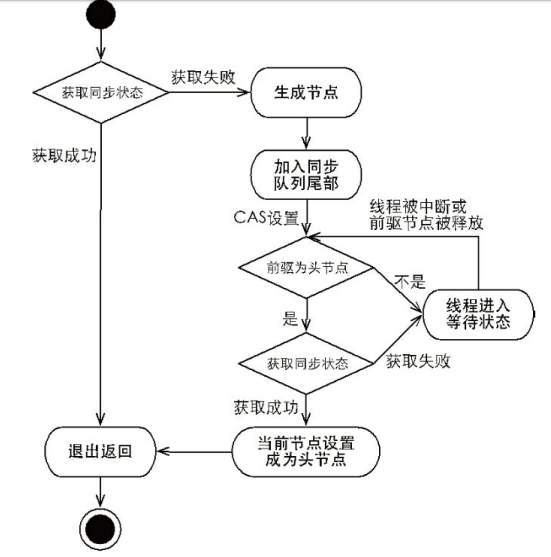 获取失败
获取同步状态
生成节点
获取成功
加入同步
队列尾部
CAS设置
线程被中断或
前驱节点被释放
前驱为头节点
不是
线程进入
等待状态
是
获取同步状态
获取失败
获取成功
退出返回
当前节点设置
成为头节点